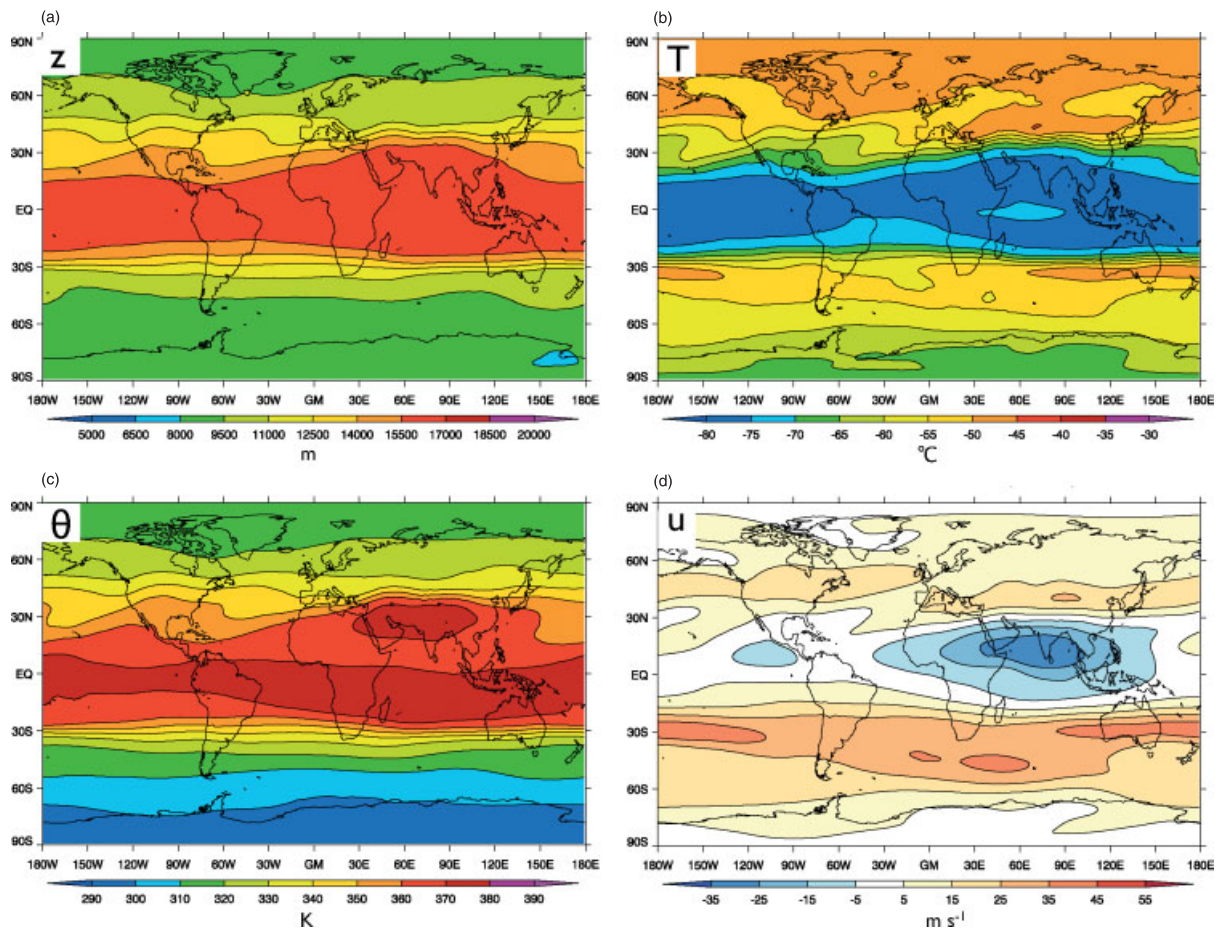 (a)
z
90N
60N
30N
EQ
30S
60S
90S
180W 150W 120W 90W 60W 30W GM 30E 60E 90E 120E 150E 180E
5000 6500 8000 9500 11000 12500 14000 15500 17000 18500 20000
m
(b)
T
90N
60N
30N
EQ
30S
60S
90S
180W 150W 120W 90W 60W 30W GM 30E 60E 90E 120E 150E 180E
-80 -75 -70 -65 -60 -55 -50 -45 -40 -35 -30
°C
(c)
θ
90N
60N
30N
EQ
30S
60S
90S
180W 150W 120W 90W 60W 30W GM 30E 60E 90E 120E 150E 180E
290 300 310 320 330 340 350 360 370 380 390
K
(d)
u
90N
60N
30N
EQ
30S
60S
90S
180W 150W 120W 90W 60W 30W GM 30E 60E 90E 120E 150E 180E
-35 -25 -15 -5 5 15 25 35 45 55
m s⁻¹